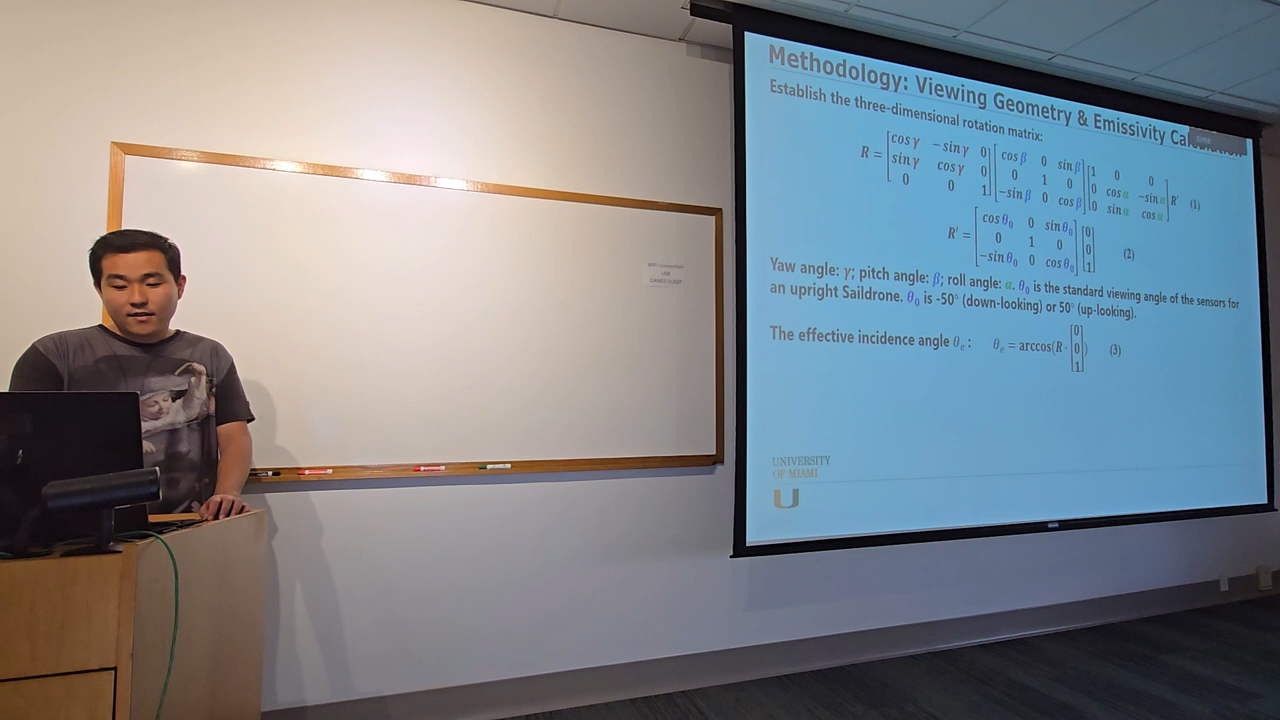 Methodology: Viewing Geometry & Emissivity
Establish the three-dimensional rotation matrix:
R = [cos γ −sin γ 0; sin γ cos γ 0; 0 0 1] [cos β 0 sin β; 0 1 0; −sin β 0 cos β] [1 0 0; 0 cos α −sin α; 0 sin α cos α] R′ (1)
R′ = [cos θ₀ 0 sin θ₀; 0 1 0; −sin θ₀ 0 cos θ₀] [0; 0; 1] (2)
Yaw angle: γ; pitch angle: β; roll angle: α. θ₀ is the standard viewing angle of the sensors for
an upright Saildrone. θ₀ is -50° (down-looking) or 50° (up-looking).
The effective incidence angle θₑ: θₑ = arccos(R · [0; 0; 1]) (3)
UNIVERSITY
OF MIAMI
U